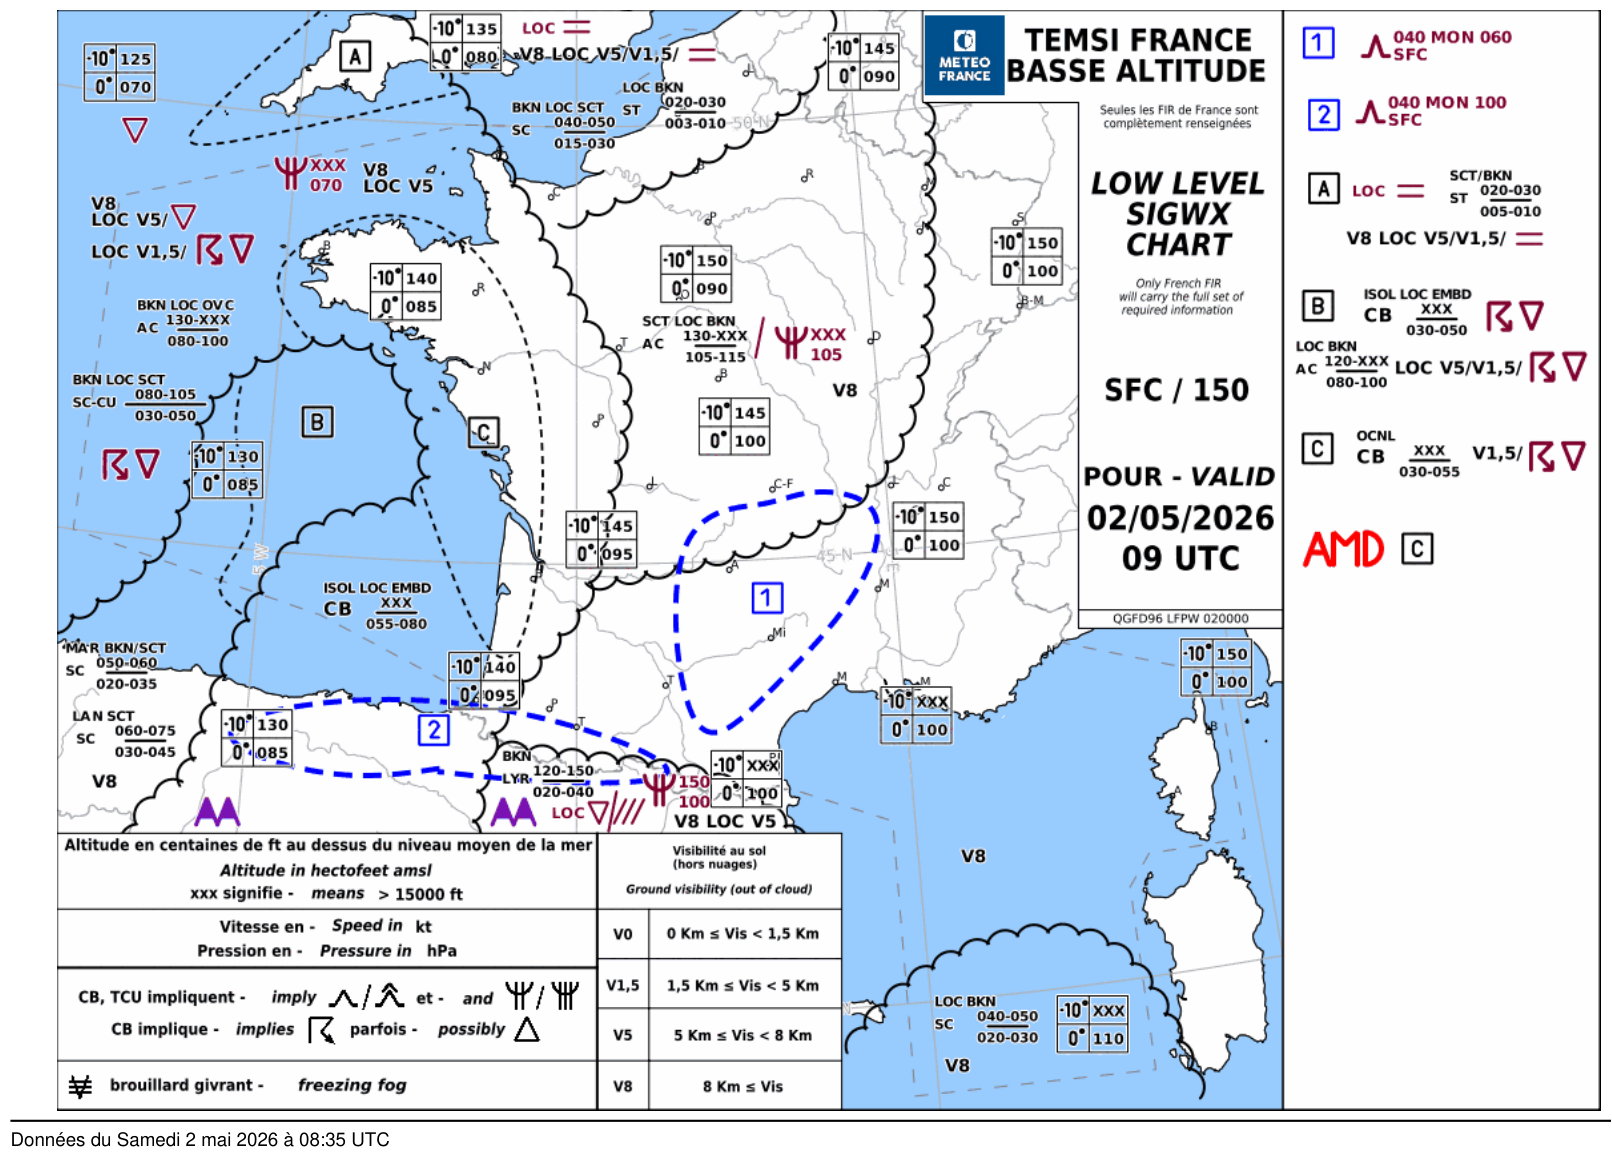 -10° 125
0° 070
A
-10° 135
0° 080
LOC
V8 LOC V5/V1,5/
LOC BKN
ST 020-030
003-010
BKN LOC SCT
SC 040-050
015-030
50°N
-10° 145
0° 090
XXX
070
V8
LOC V5
V8
LOC V5/
LOC V1,5/
BKN LOC OVC
AC 130-XXX
080-100
BKN LOC SCT
SC-CU 080-105
030-050
-10° 130
0° 085
B
C
-10° 140
0° 085
-10° 150
0° 090
SCT LOC BKN
AC 130-XXX
105-115
XXX
105
V8
-10° 145
0° 100
-10° 150
0° 100
B-M
C-F
-10° 145
0° 095
-10° 150
0° 100
45°N
5°W
1
Mi
ISOL LOC EMBD
CB XXX
055-080
MAR BKN/SCT
SC 050-060
020-035
LAN SCT
SC 060-075
030-045
V8
-10° 130
0° 085
2
-10° 140
0° 095
BKN
LYR 120-150
020-040
LOC
150
100
V8 LOC V5
-10° XXX
0° 100
-10° XXX
0° 100
-10° 150
0° 100
V8
LOC BKN
SC 040-050
020-030
V8
-10° XXX
0° 110
METEO
FRANCE
TEMSI FRANCE
BASSE ALTITUDE
Seules les FIR de France sont
complètement renseignées
LOW LEVEL
SIGWX
CHART
Only French FIR
will carry the full set of
required information
SFC / 150
POUR - VALID
02/05/2026
09 UTC
QGFD96 LFPW 020000
1 040 MON 060
SFC
2 040 MON 100
SFC
A LOC SCT/BKN
ST 020-030
005-010
V8 LOC V5/V1,5/
B ISOL LOC EMBD
CB XXX
030-050
LOC BKN
AC 120-XXX LOC V5/V1,5/
080-100
C OCNL
CB XXX V1,5/
030-055
AMD C
Altitude en centaines de ft au dessus du niveau moyen de la mer
Altitude in hectofeet amsl
xxx signifie - means > 15000 ft
Vitesse en - Speed in kt
Pression en - Pressure in hPa
CB, TCU impliquent - imply / et - and /
CB implique - implies parfois - possibly
brouillard givrant - freezing fog
Visibilité au sol
(hors nuages)
Ground visibility (out of cloud)
V0 0 Km ≤ Vis < 1,5 Km
V1,5 1,5 Km ≤ Vis < 5 Km
V5 5 Km ≤ Vis < 8 Km
V8 8 Km ≤ Vis
Données du Samedi 2 mai 2026 à 08:35 UTC